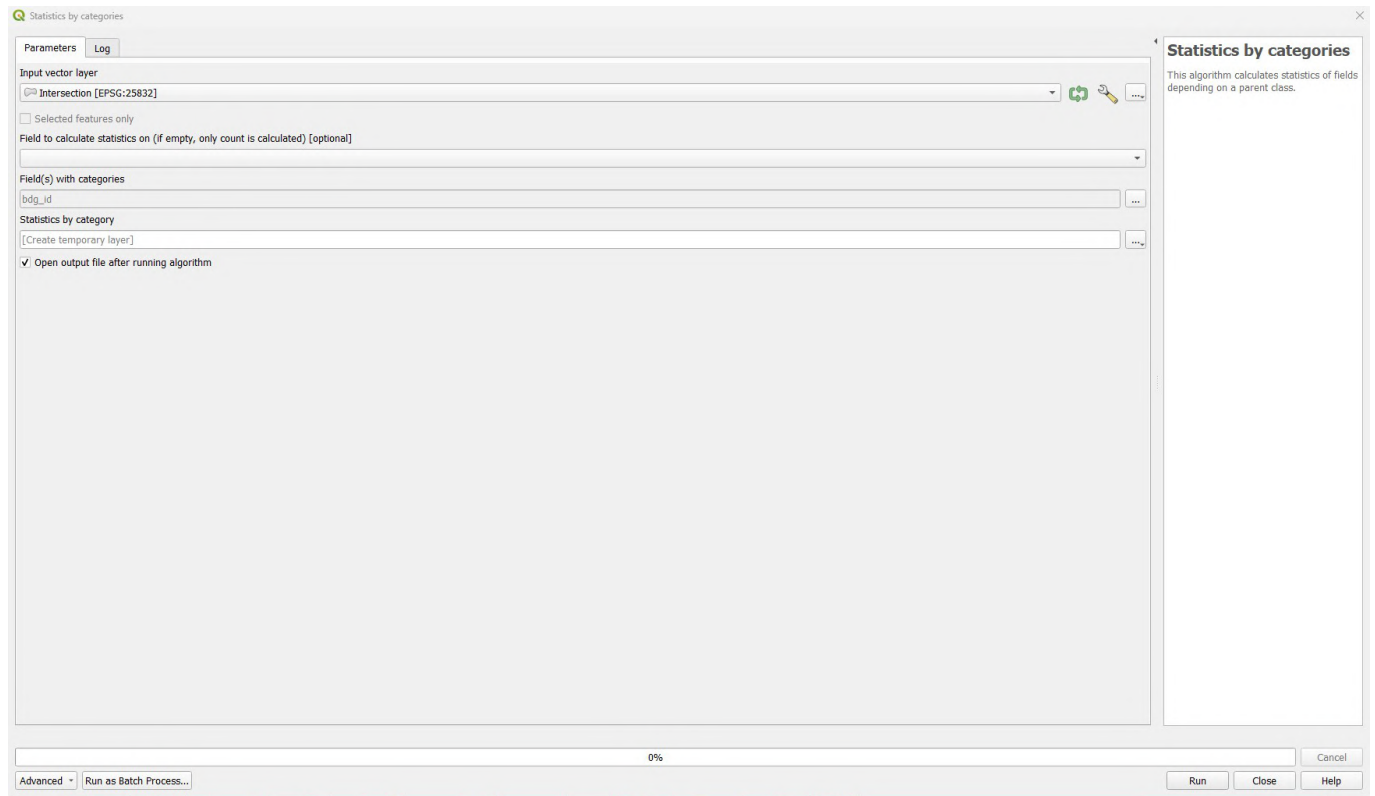 Statistics by categories
Parameters Log
Input vector layer
Intersection [EPSG:25832]
...
Selected features only
Field to calculate statistics on (if empty, only count is calculated) [optional]
Field(s) with categories
bdg_id
...
Statistics by category
[Create temporary layer]
...
Open output file after running algorithm
Statistics by categories
This algorithm calculates statistics of fields
depending on a parent class.
0%
Cancel
Advanced Run as Batch Process...
Run Close Help